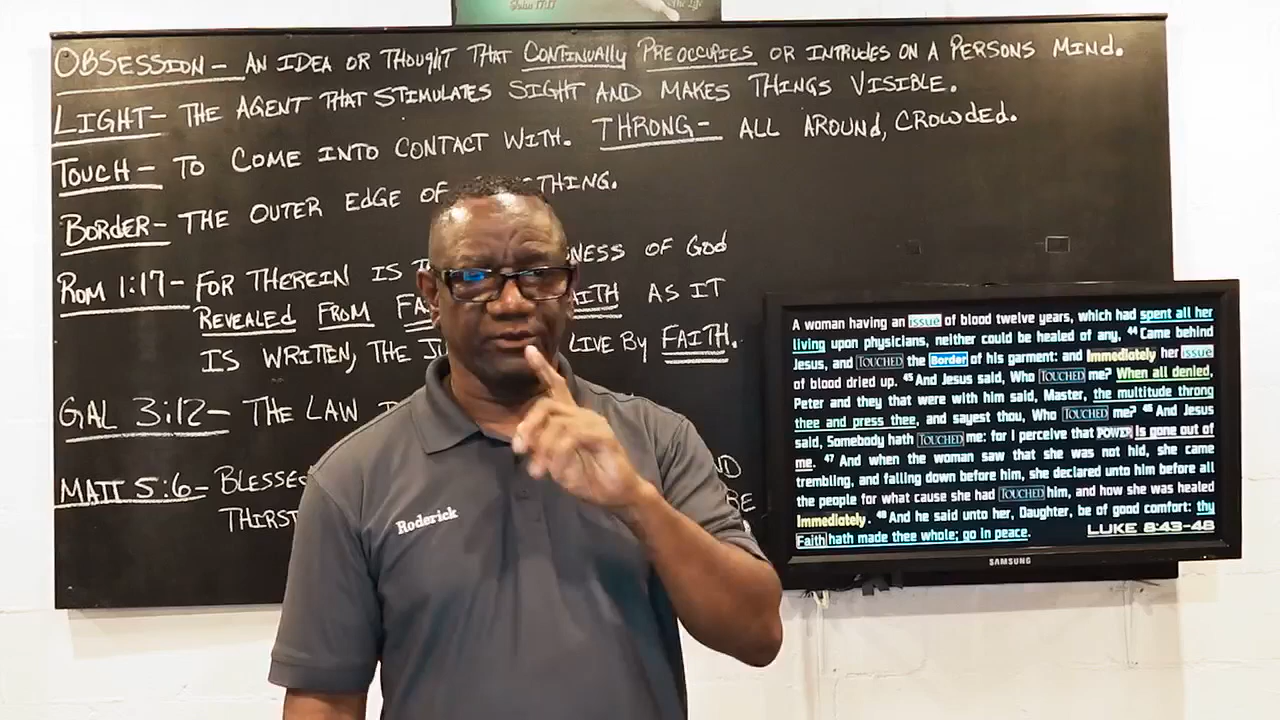 John 17:17
The Life
OBSESSION - AN IDEA OR THOUGHT THAT CONTINUALLY PREOCCUPIES OR INTRUDES ON A PERSONS MIND.
LIGHT - THE AGENT THAT STIMULATES SIGHT AND MAKES THINGS VISIBLE.
TOUCH - TO COME INTO CONTACT WITH. THRONG - ALL AROUND, CROWDED.
BORDER - THE OUTER EDGE OF THING.
ROM 1:17 - FOR THEREIN IS NESS OF GOD
REVEALED FROM FA AITH AS IT
IS WRITTEN, THE JU LIVE BY FAITH.
GAL 3:12 - THE LAW
MATT 5:6 - BLESSE ND
THIRST BE
Roderick
A woman having an issue of blood twelve years, which had spent all her
living upon physicians, neither could be healed of any, 44 Came behind
Jesus, and TOUCHED the Border of his garment: and Immediately her issue
of blood dried up. 45 And Jesus said, Who TOUCHED me? When all denied,
Peter and they that were with him said, Master, the multitude throng
thee and press thee, and sayest thou, Who TOUCHED me? 46 And Jesus
said, Somebody hath TOUCHED me: for I perceive that POWER is gone out of
me. 47 And when the woman saw that she was not hid, she came
trembling, and falling down before him, she declared unto him before all
the people for what cause she had TOUCHED him, and how she was healed
Immediately. 48 And he said unto her, Daughter, be of good comfort: thy
Faith hath made thee whole; go in peace. LUKE 8:43-48
SAMSUNG